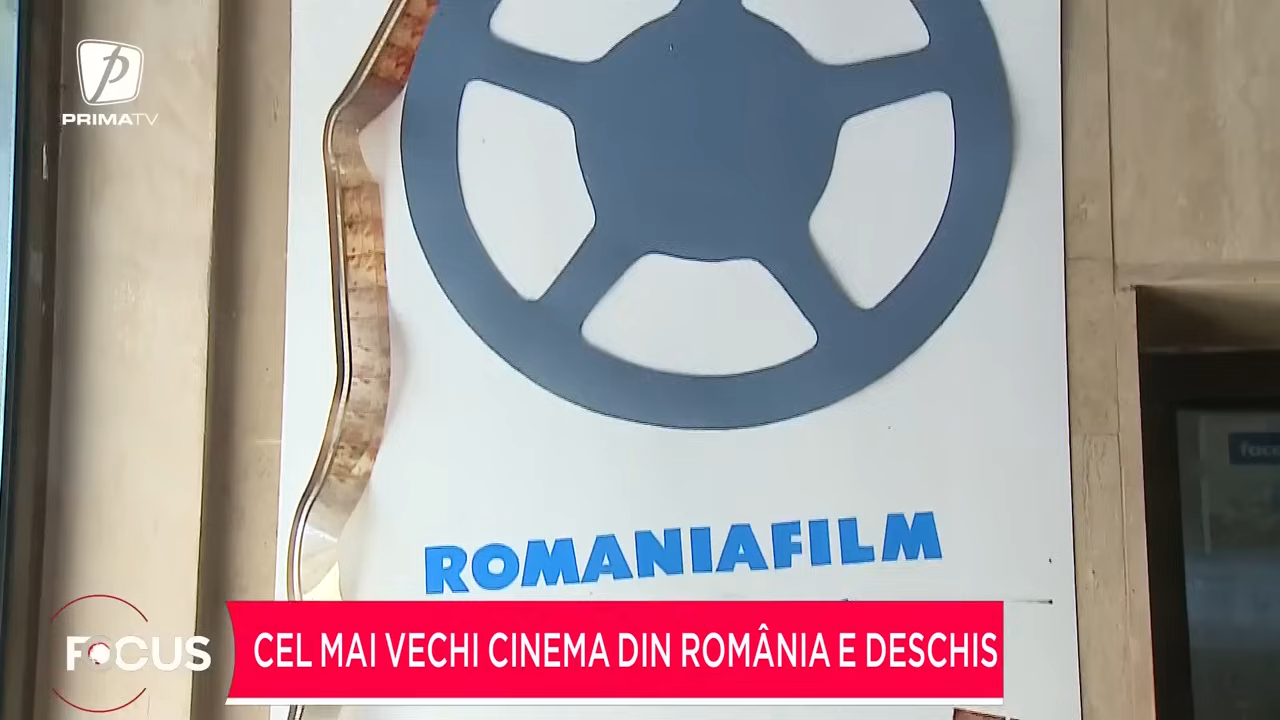 PRIMATV
ROMANIAFILM
FOCUS
CEL MAI VECHI CINEMA DIN ROMÂNIA E DESCHIS